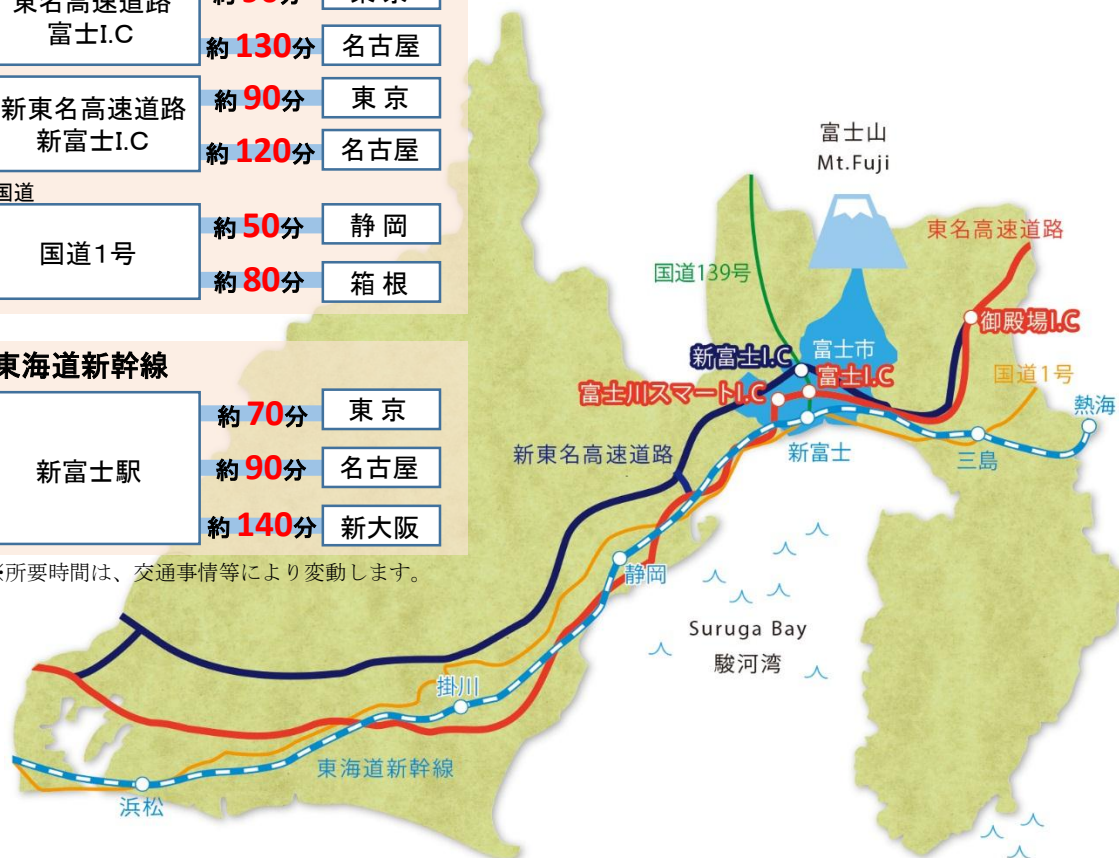 東名高速道路
富士I.C
約130分
名古屋
新東名高速道路
新富士I.C
約90分
東京
約120分
名古屋
国道
国道1号
約50分
静岡
約80分
箱根
東海道新幹線
新富士駅
約70分
東京
約90分
名古屋
約140分
新大阪
※所要時間は、交通事情等により変動します。
富士山
Mt.Fuji
東名高速道路
国道139号
御殿場I.C
新富士I.C
富士市
富士I.C
国道1号
富士川スマートI.C
熱海
新東名高速道路
新富士
三島
静岡
Suruga Bay
駿河湾
掛川
東海道新幹線
浜松